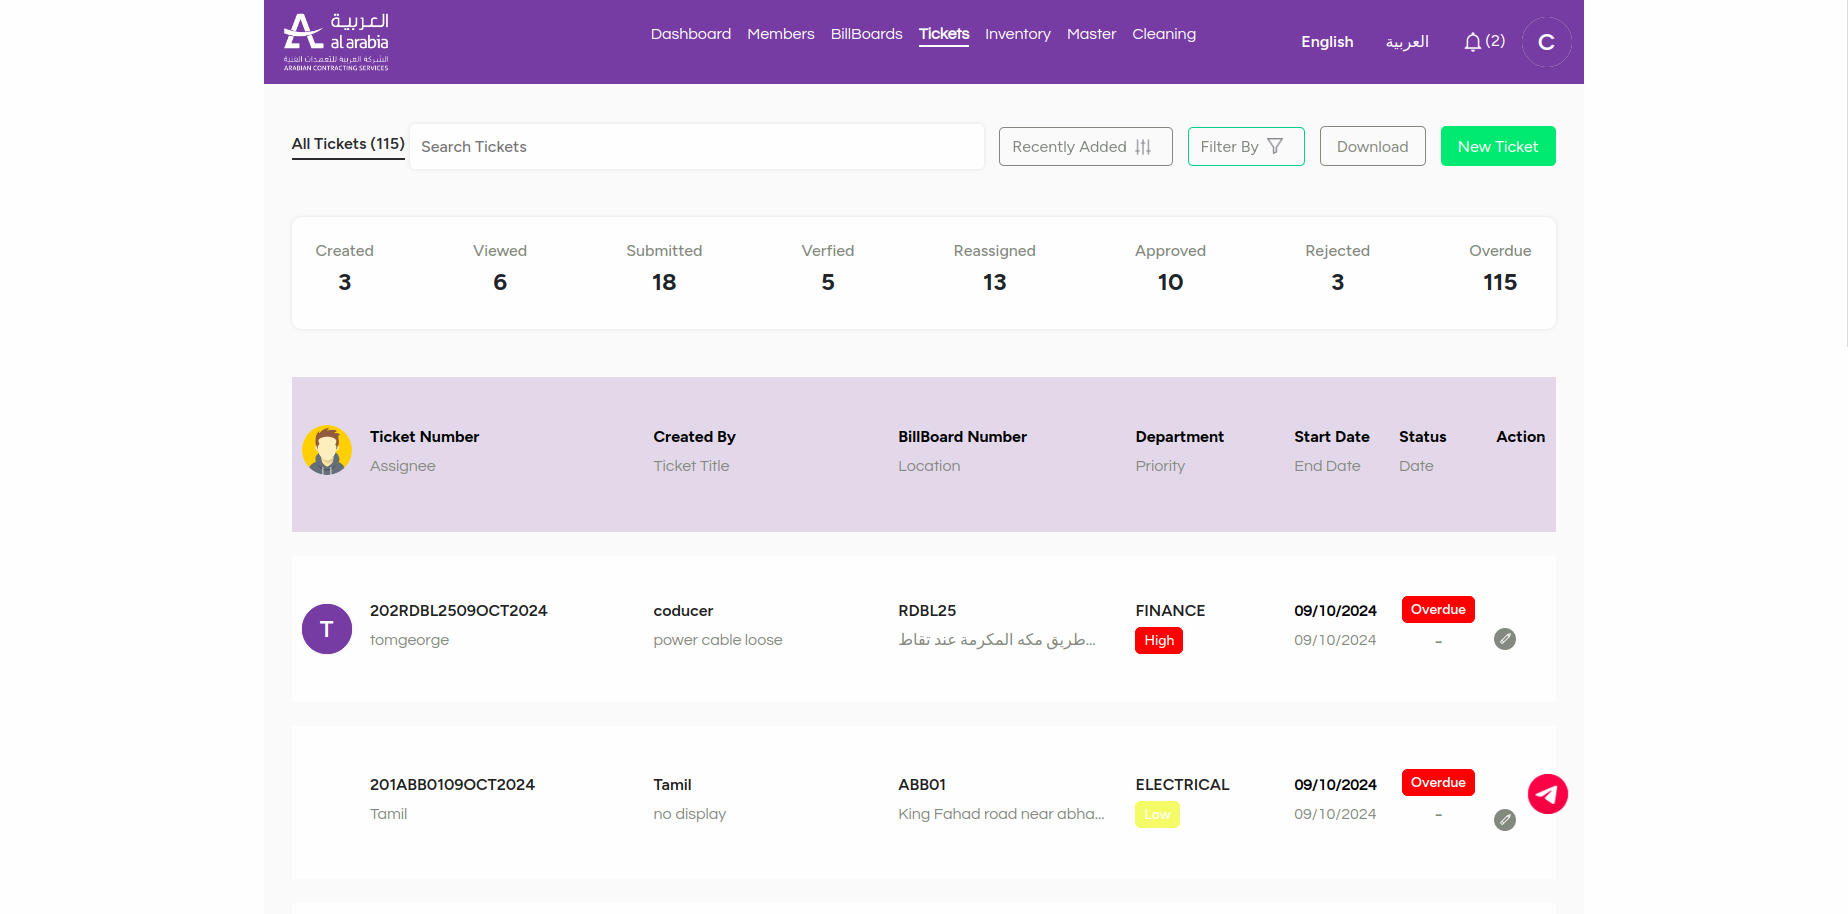 العربية
al arabia
الشركة العربية للتعهدات الفنية
ARABIAN CONTRACTING SERVICES
Dashboard Members BillBoards Tickets Inventory Master Cleaning
English العربية (2) C
All Tickets (115) Search Tickets Recently Added Filter By Download New Ticket
Created Viewed Submitted Verfied Reassigned Approved Rejected Overdue
3 6 18 5 13 10 3 115
Ticket Number Created By BillBoard Number Department Start Date Status Action
Assignee Ticket Title Location Priority End Date Date
202RDBL2509OCT2024 coducer RDBL25 FINANCE 09/10/2024 Overdue
T tomgeorge power cable loose طريق مكه المكرمة عند تقاط... High 09/10/2024 -
201ABB0109OCT2024 Tamil ABB01 ELECTRICAL 09/10/2024 Overdue
Tamil no display King Fahad road near abha... Low 09/10/2024 -